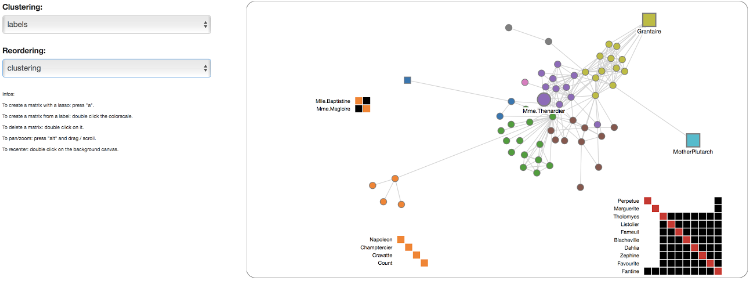 Clustering:
labels
Reordering:
clustering
Infos:
To create a matrix with a lasso: press "a".
To create a matrix from a label: double click the colorscale.
To delete a matrix: double click on it.
To pan/zoom: press "alt" and drag / scroll.
To recenter: double click on the background canvas.
Grantaire
Mlle.Baptistine
Mme.Magloire
Mme.Thenardier
MotherPlutarch
Napoleon
Champtercier
Cravatte
Count
Perpetue
Marguerite
Tholomyes
Listolier
Fameuil
Blacheville
Dahlia
Zephine
Favourite
Fantine